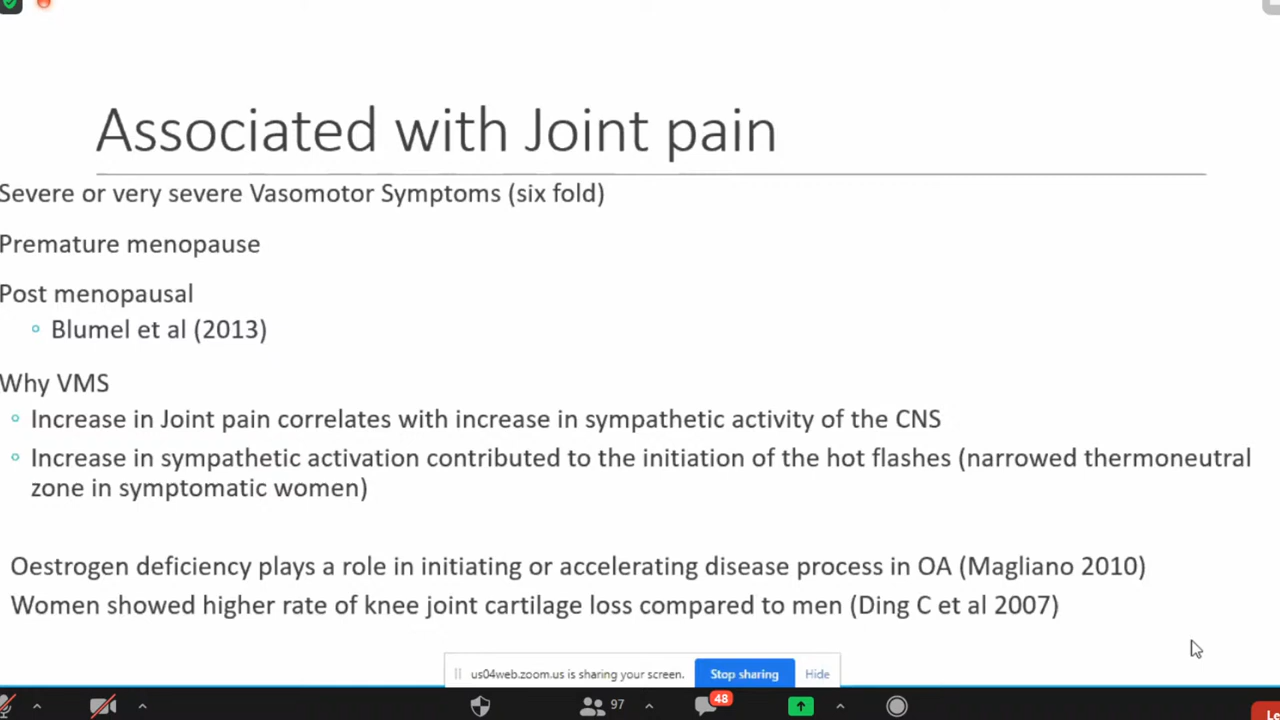 Associated with Joint pain
Severe or very severe Vasomotor Symptoms (six fold)
Premature menopause
Post menopausal
Blumel et al (2013)
Why VMS
Increase in Joint pain correlates with increase in sympathetic activity of the CNS
Increase in sympathetic activation contributed to the initiation of the hot flashes (narrowed thermoneutral
zone in symptomatic women)
Oestrogen deficiency plays a role in initiating or accelerating disease process in OA (Magliano 2010)
Women showed higher rate of knee joint cartilage loss compared to men (Ding C et al 2007)
us04web.zoom.us is sharing your screen. Stop sharing Hide
97 48